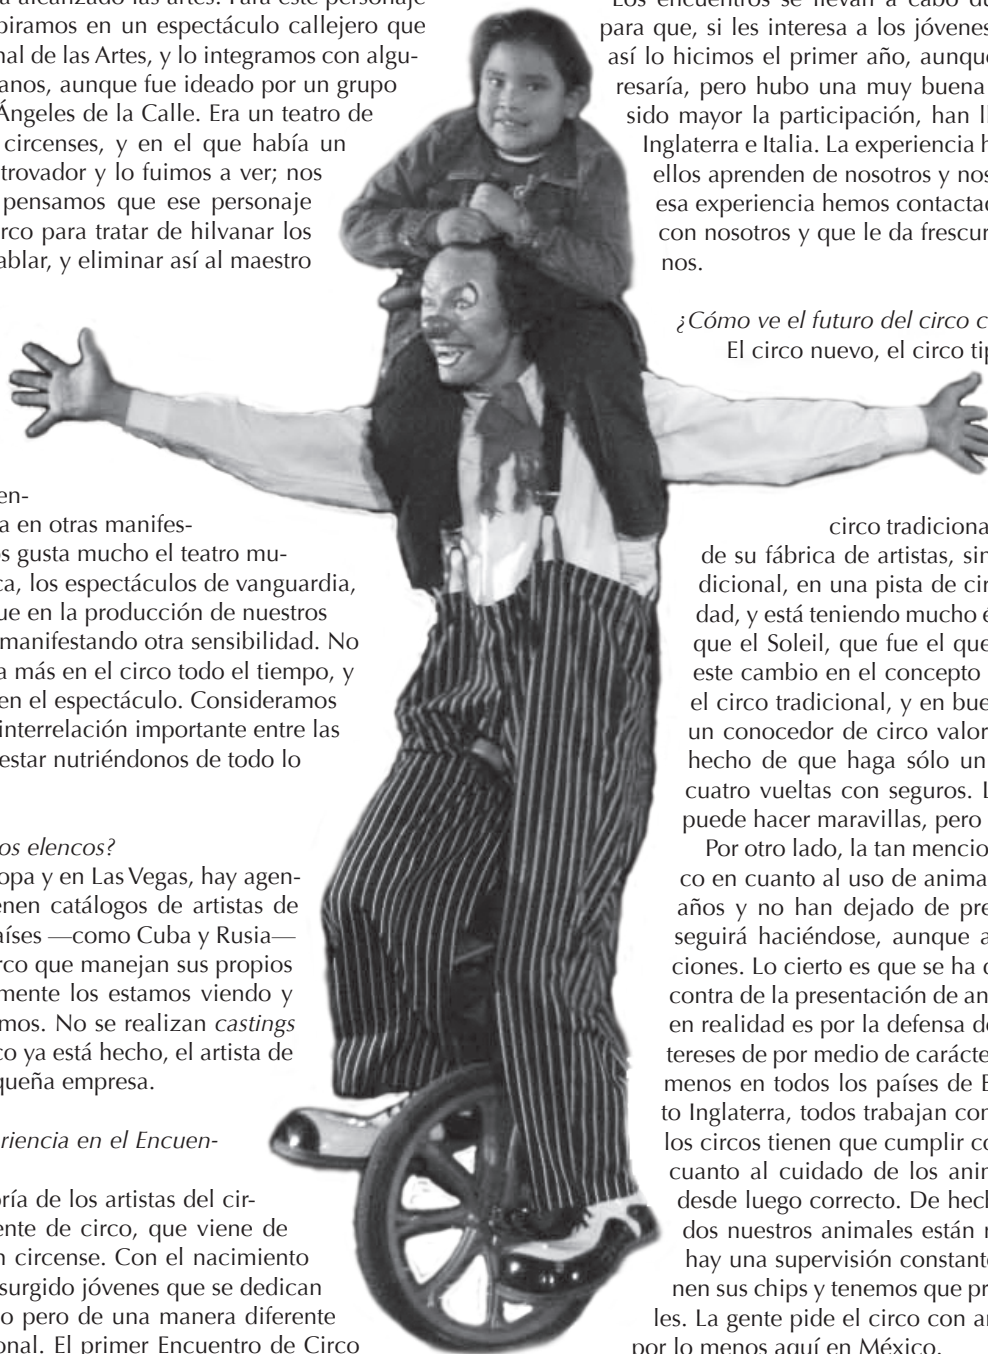 a alcanzado las artes. Para este personaje
piramos en un espectáculo callejero que
nal de las Artes, y lo integramos con algu-
anos, aunque fue ideado por un grupo
Ángeles de la Calle. Era un teatro de
circenses, y en el que había un
trovador y lo fuimos a ver; nos
pensamos que ese personaje
rco para tratar de hilvanar los
ablar, y eliminar así al maestro
en-
a en otras manifes-
os gusta mucho el teatro mu-
ca, los espectáculos de vanguardia,
ue en la producción de nuestros
manifestando otra sensibilidad. No
a más en el circo todo el tiempo, y
en el espectáculo. Consideramos
interrelación importante entre las
estar nutriéndonos de todo lo
os elencos?
opa y en Las Vegas, hay agen-
enen catálogos de artistas de
aíses —como Cuba y Rusia—
rco que manejan sus propios
mente los estamos viendo y
mos. No se realizan castings
co ya está hecho, el artista de
queña empresa.
riencia en el Encuen-
oría de los artistas del cir-
ente de circo, que viene de
n circense. Con el nacimiento
surgido jóvenes que se dedican
o pero de una manera diferente
onal. El primer Encuentro de Circo
Los encuentros se llevan a cabo du
para que, si les interesa a los jóvenes
así lo hicimos el primer año, aunque
resaría, pero hubo una muy buena
sido mayor la participación, han ll
Inglaterra e Italia. La experiencia h
ellos aprenden de nosotros y nos
esa experiencia hemos contactad
con nosotros y que le da frescur
nos.
¿Cómo ve el futuro del circo c
El circo nuevo, el circo tip
circo tradiciona
de su fábrica de artistas, sin
dicional, en una pista de cir
dad, y está teniendo mucho é
que el Soleil, que fue el que
este cambio en el concepto
el circo tradicional, y en bue
un conocedor de circo valor
hecho de que haga sólo un
cuatro vueltas con seguros. L
puede hacer maravillas, pero
Por otro lado, la tan mencio
co en cuanto al uso de anima
años y no han dejado de pre
seguirá haciéndose, aunque a
ciones. Lo cierto es que se ha d
contra de la presentación de an
en realidad es por la defensa de
tereses de por medio de carácte
menos en todos los países de E
to Inglaterra, todos trabajan con
los circos tienen que cumplir co
cuanto al cuidado de los anim
desde luego correcto. De hech
dos nuestros animales están r
hay una supervisión constante
nen sus chips y tenemos que pr
les. La gente pide el circo con an
por lo menos aquí en México.